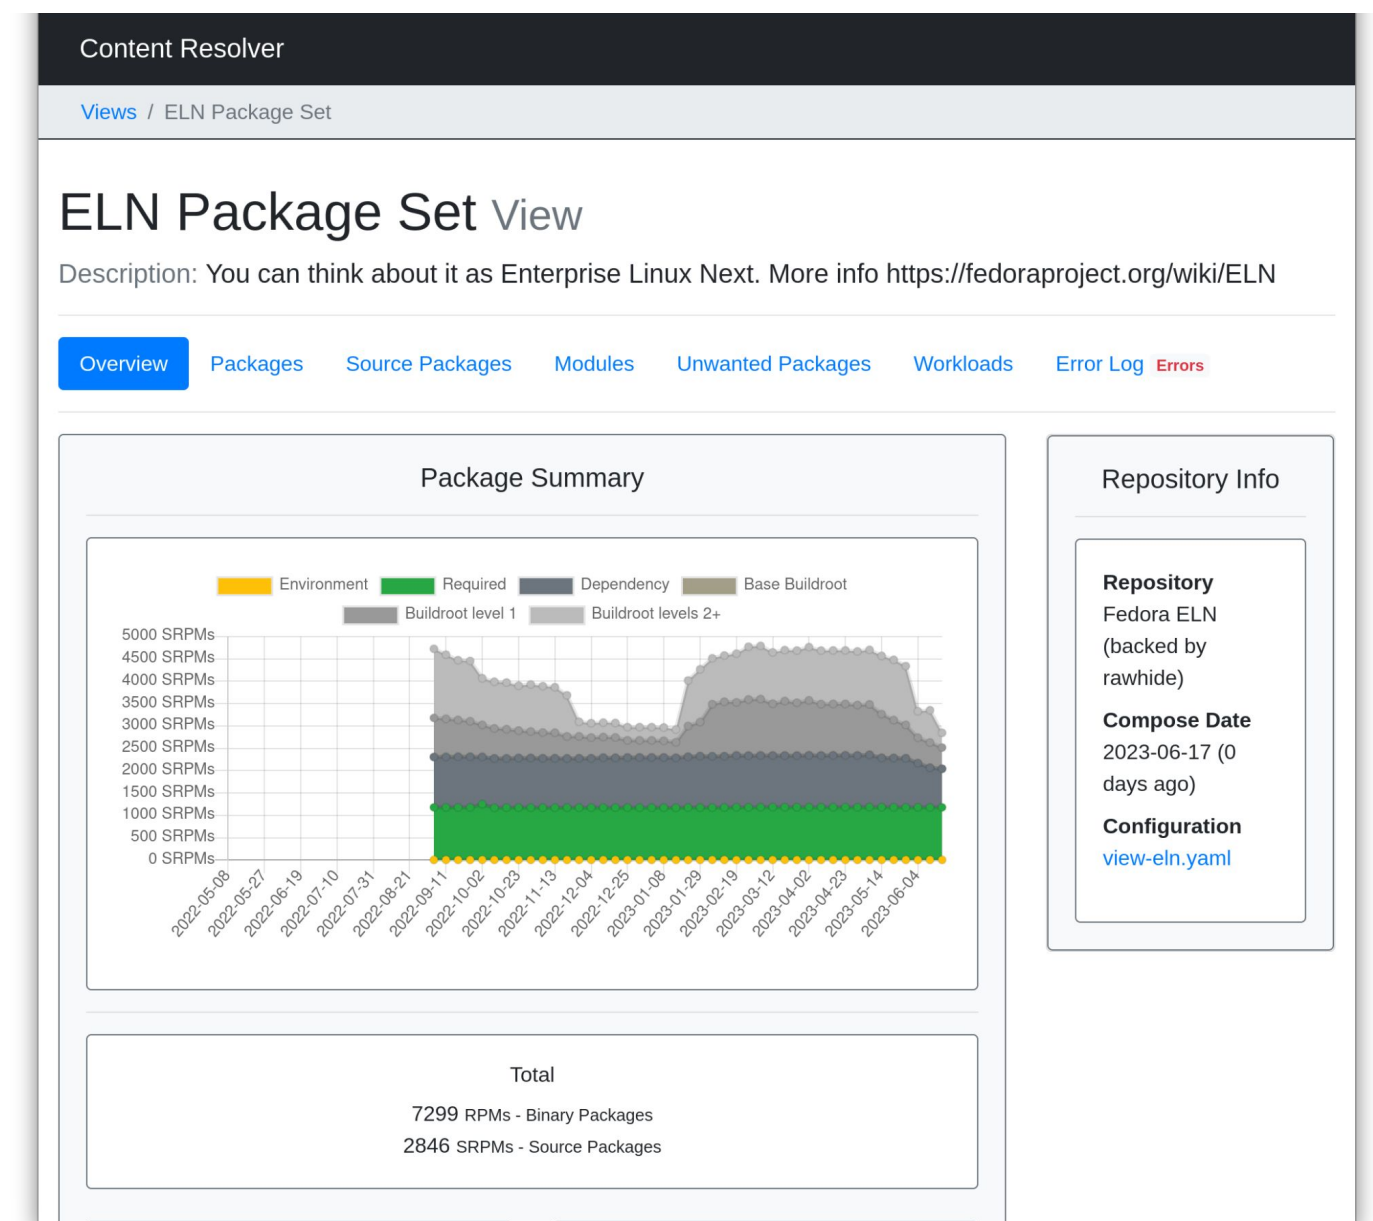 Content Resolver
Views / ELN Package Set
ELN Package Set View
Description: You can think about it as Enterprise Linux Next. More info https://fedoraproject.org/wiki/ELN
Overview Packages Source Packages Modules Unwanted Packages Workloads Error Log Errors
Package Summary
Environment Required Dependency Base Buildroot
Buildroot level 1 Buildroot levels 2+
5000 SRPMs
4500 SRPMs
4000 SRPMs
3500 SRPMs
3000 SRPMs
2500 SRPMs
2000 SRPMs
1500 SRPMs
1000 SRPMs
500 SRPMs
0 SRPMs
2022-05-08
2022-05-27
2022-06-19
2022-07-10
2022-07-31
2022-08-21
2022-09-11
2022-10-02
2022-10-23
2022-11-13
2022-12-04
2022-12-25
2023-01-08
2023-01-29
2023-02-19
2023-03-12
2023-04-02
2023-04-23
2023-05-14
2023-06-04
Total
7299 RPMs - Binary Packages
2846 SRPMs - Source Packages
Repository Info
Repository
Fedora ELN
(backed by
rawhide)
Compose Date
2023-06-17 (0
days ago)
Configuration
view-eln.yaml